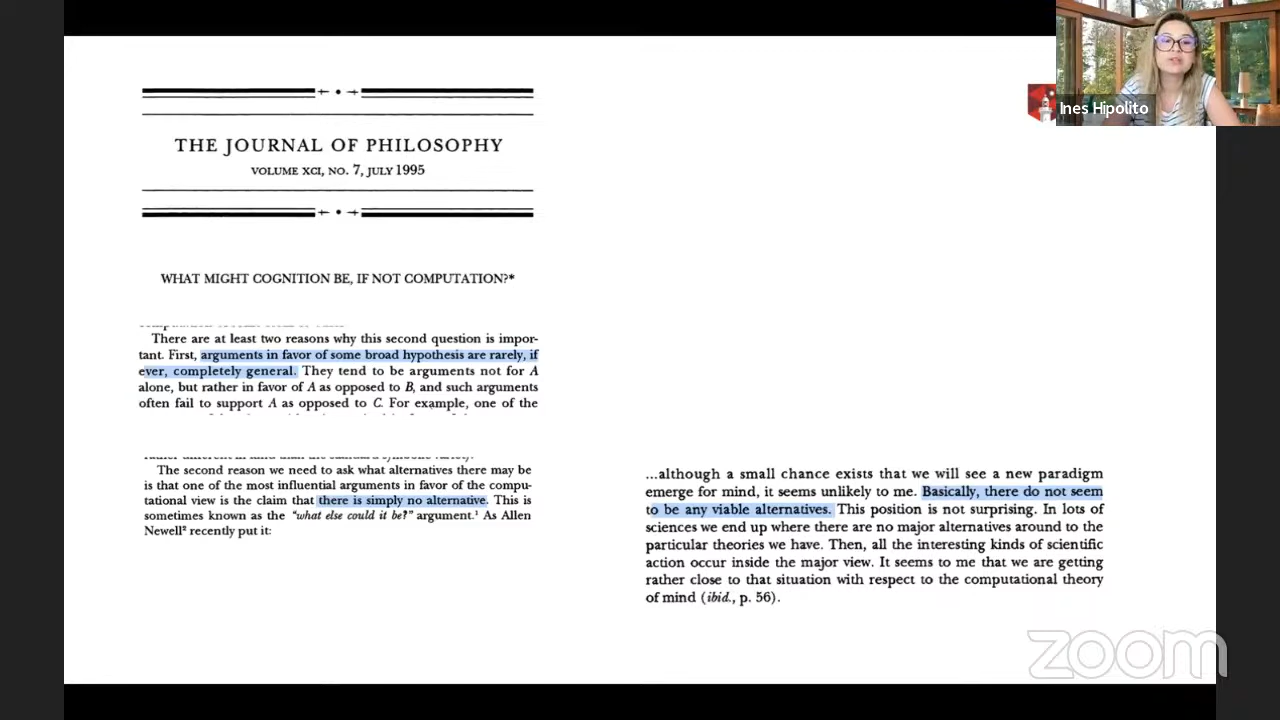 THE JOURNAL OF PHILOSOPHY
VOLUME XCI, NO. 7, JULY 1995
WHAT MIGHT COGNITION BE, IF NOT COMPUTATION?*
There are at least two reasons why this second question is impor-
tant. First, arguments in favor of some broad hypothesis are rarely, if
ever, completely general. They tend to be arguments not for A
alone, but rather in favor of A as opposed to B, and such arguments
often fail to support A as opposed to C. For example, one of the
The second reason we need to ask what alternatives there may be
is that one of the most influential arguments in favor of the compu-
tational view is the claim that there is simply no alternative. This is
sometimes known as the "what else could it be?" argument.¹ As Allen
Newell² recently put it:
...although a small chance exists that we will see a new paradigm
emerge for mind, it seems unlikely to me. Basically, there do not seem
to be any viable alternatives. This position is not surprising. In lots of
sciences we end up where there are no major alternatives around to the
particular theories we have. Then, all the interesting kinds of scientific
action occur inside the major view. It seems to me that we are getting
rather close to that situation with respect to the computational theory
of mind (ibid., p. 56).
Ines Hipolito
zoom